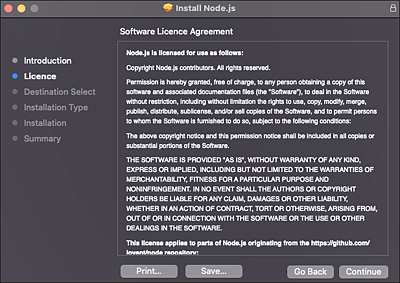 Install Node.js
Software Licence Agreement
Introduction
Licence
Destination Select
Installation Type
Installation
Summary
Node.js is licensed for use as follows:
Copyright Node.js contributors. All rights reserved.
Permission is hereby granted, free of charge, to any person obtaining a copy of this
software and associated documentation files (the "Software"), to deal in the Software
without restriction, including without limitation the rights to use, copy, modify, merge,
publish, distribute, sublicense, and/or sell copies of the Software, and to permit persons
to whom the Software is furnished to do so, subject to the following conditions:
The above copyright notice and this permission notice shall be included in all copies or
substantial portions of the Software.
THE SOFTWARE IS PROVIDED "AS IS", WITHOUT WARRANTY OF ANY KIND,
EXPRESS OR IMPLIED, INCLUDING BUT NOT LIMITED TO THE WARRANTIES OF
MERCHANTABILITY, FITNESS FOR A PARTICULAR PURPOSE AND
NONINFRINGEMENT. IN NO EVENT SHALL THE AUTHORS OR COPYRIGHT
HOLDERS BE LIABLE FOR ANY CLAIM, DAMAGES OR OTHER LIABILITY,
WHETHER IN AN ACTION OF CONTRACT, TORT OR OTHERWISE, ARISING FROM,
OUT OF OR IN CONNECTION WITH THE SOFTWARE OR THE USE OR OTHER
DEALINGS IN THE SOFTWARE.
This license applies to parts of Node.js originating from the https://github.com/
joyent/node repository:
Print...
Save...
Go Back
Continue